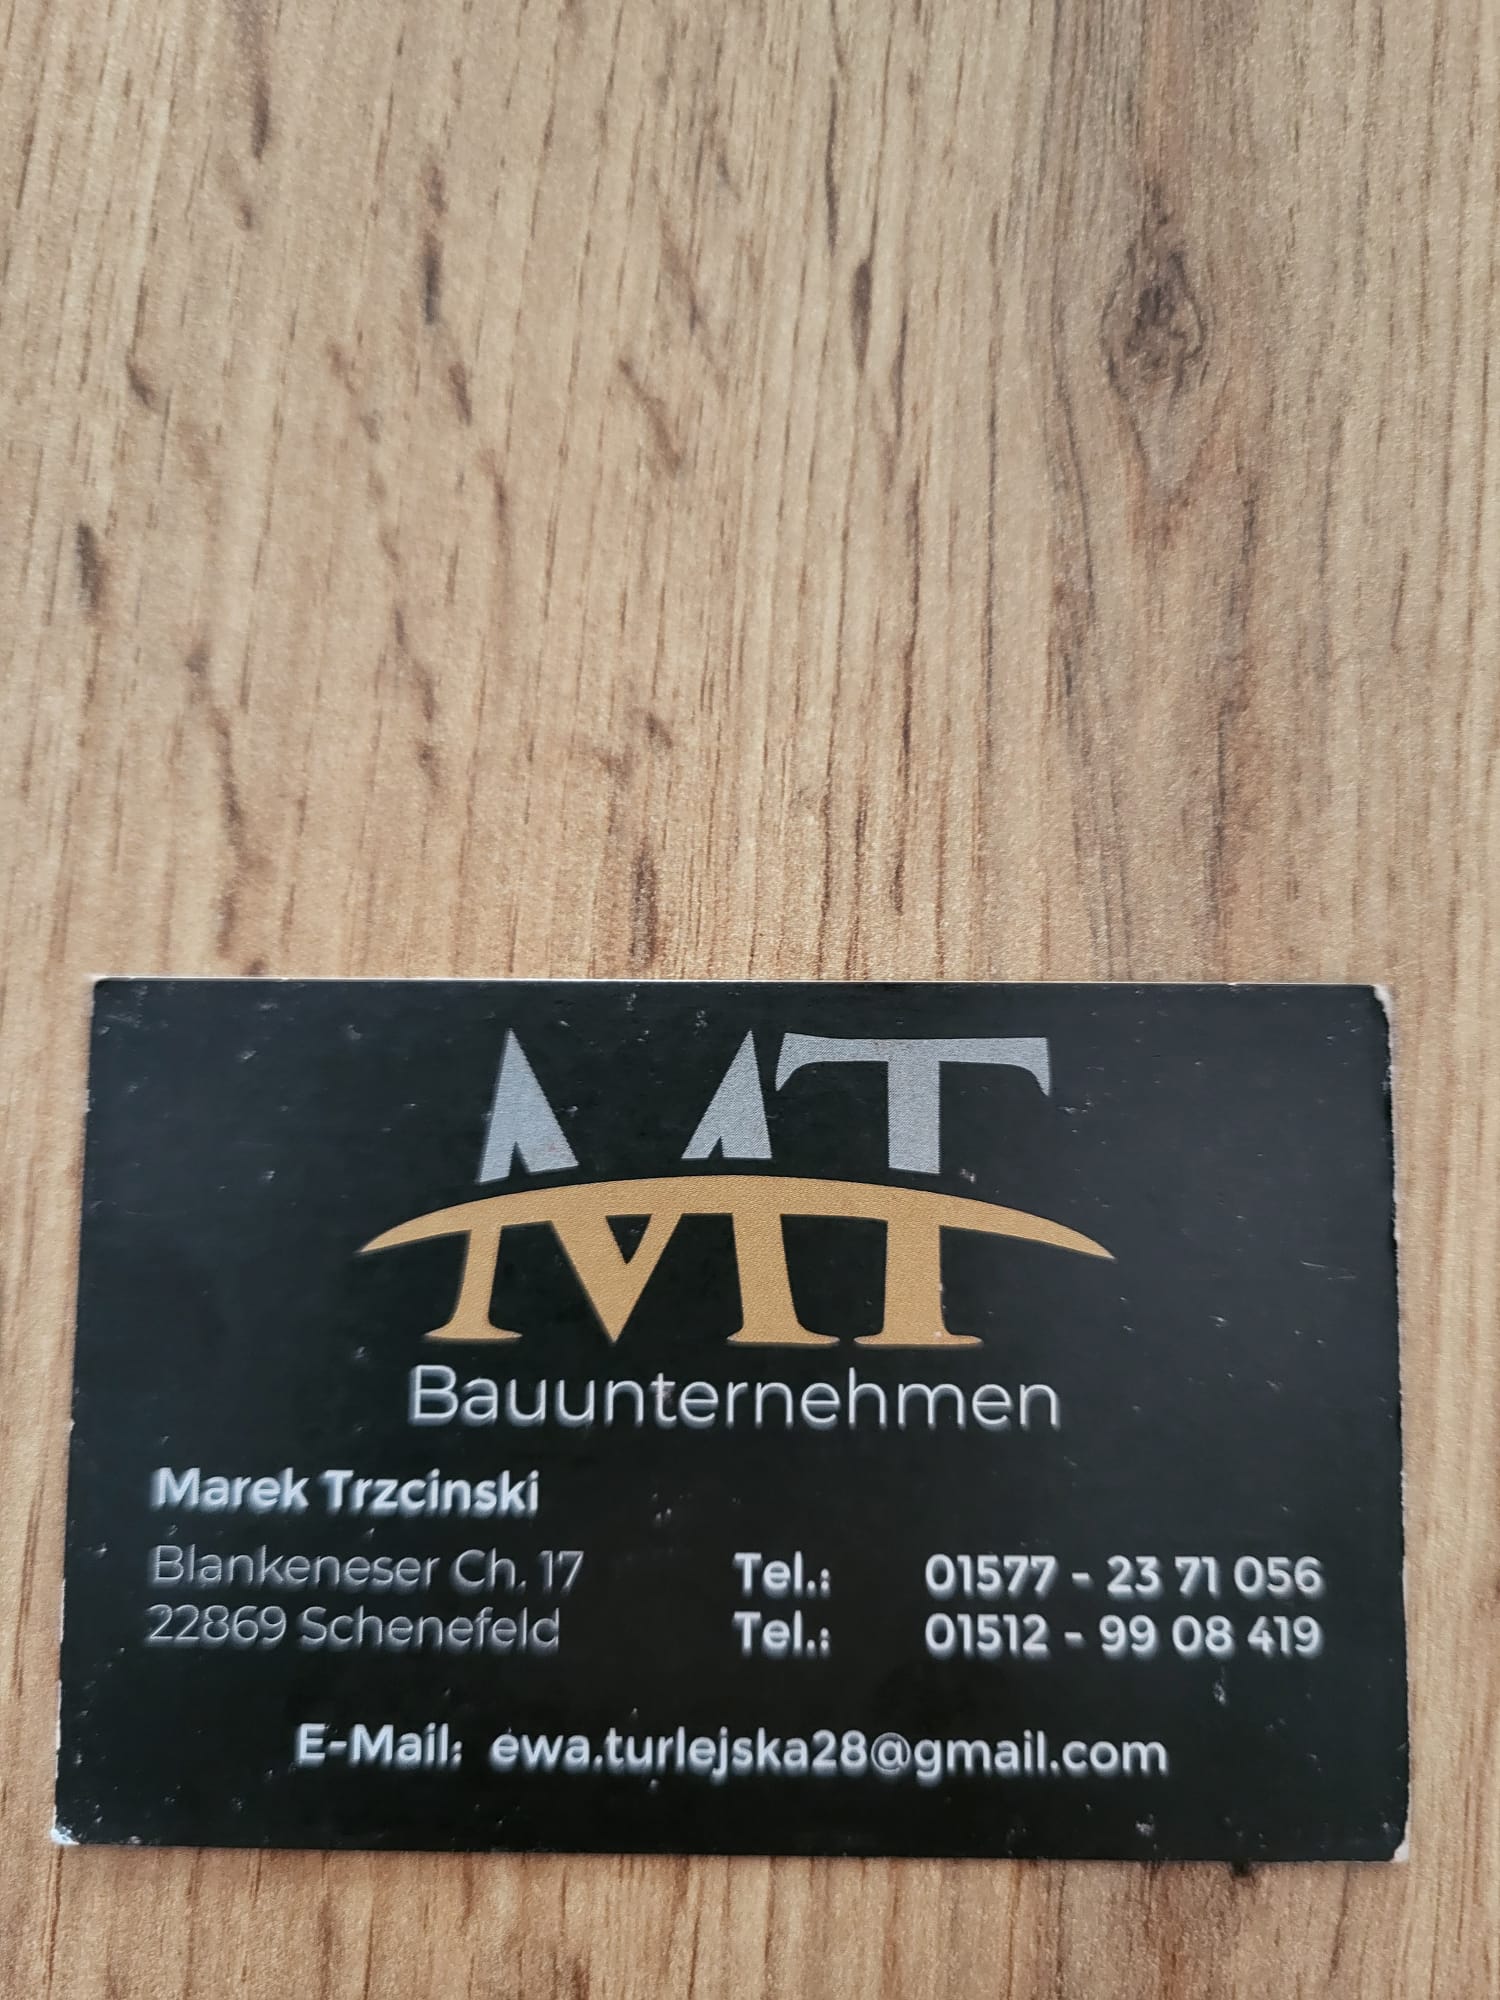 MT
Bauunternehmen
Marek Trzcinski
Blankeneser Ch. 17
22869 Schenefeld
Tel.: 01577 - 23 71 056
Tel.: 01512 - 99 08 419
E-Mail: ewa.turlejska28@gmail.com